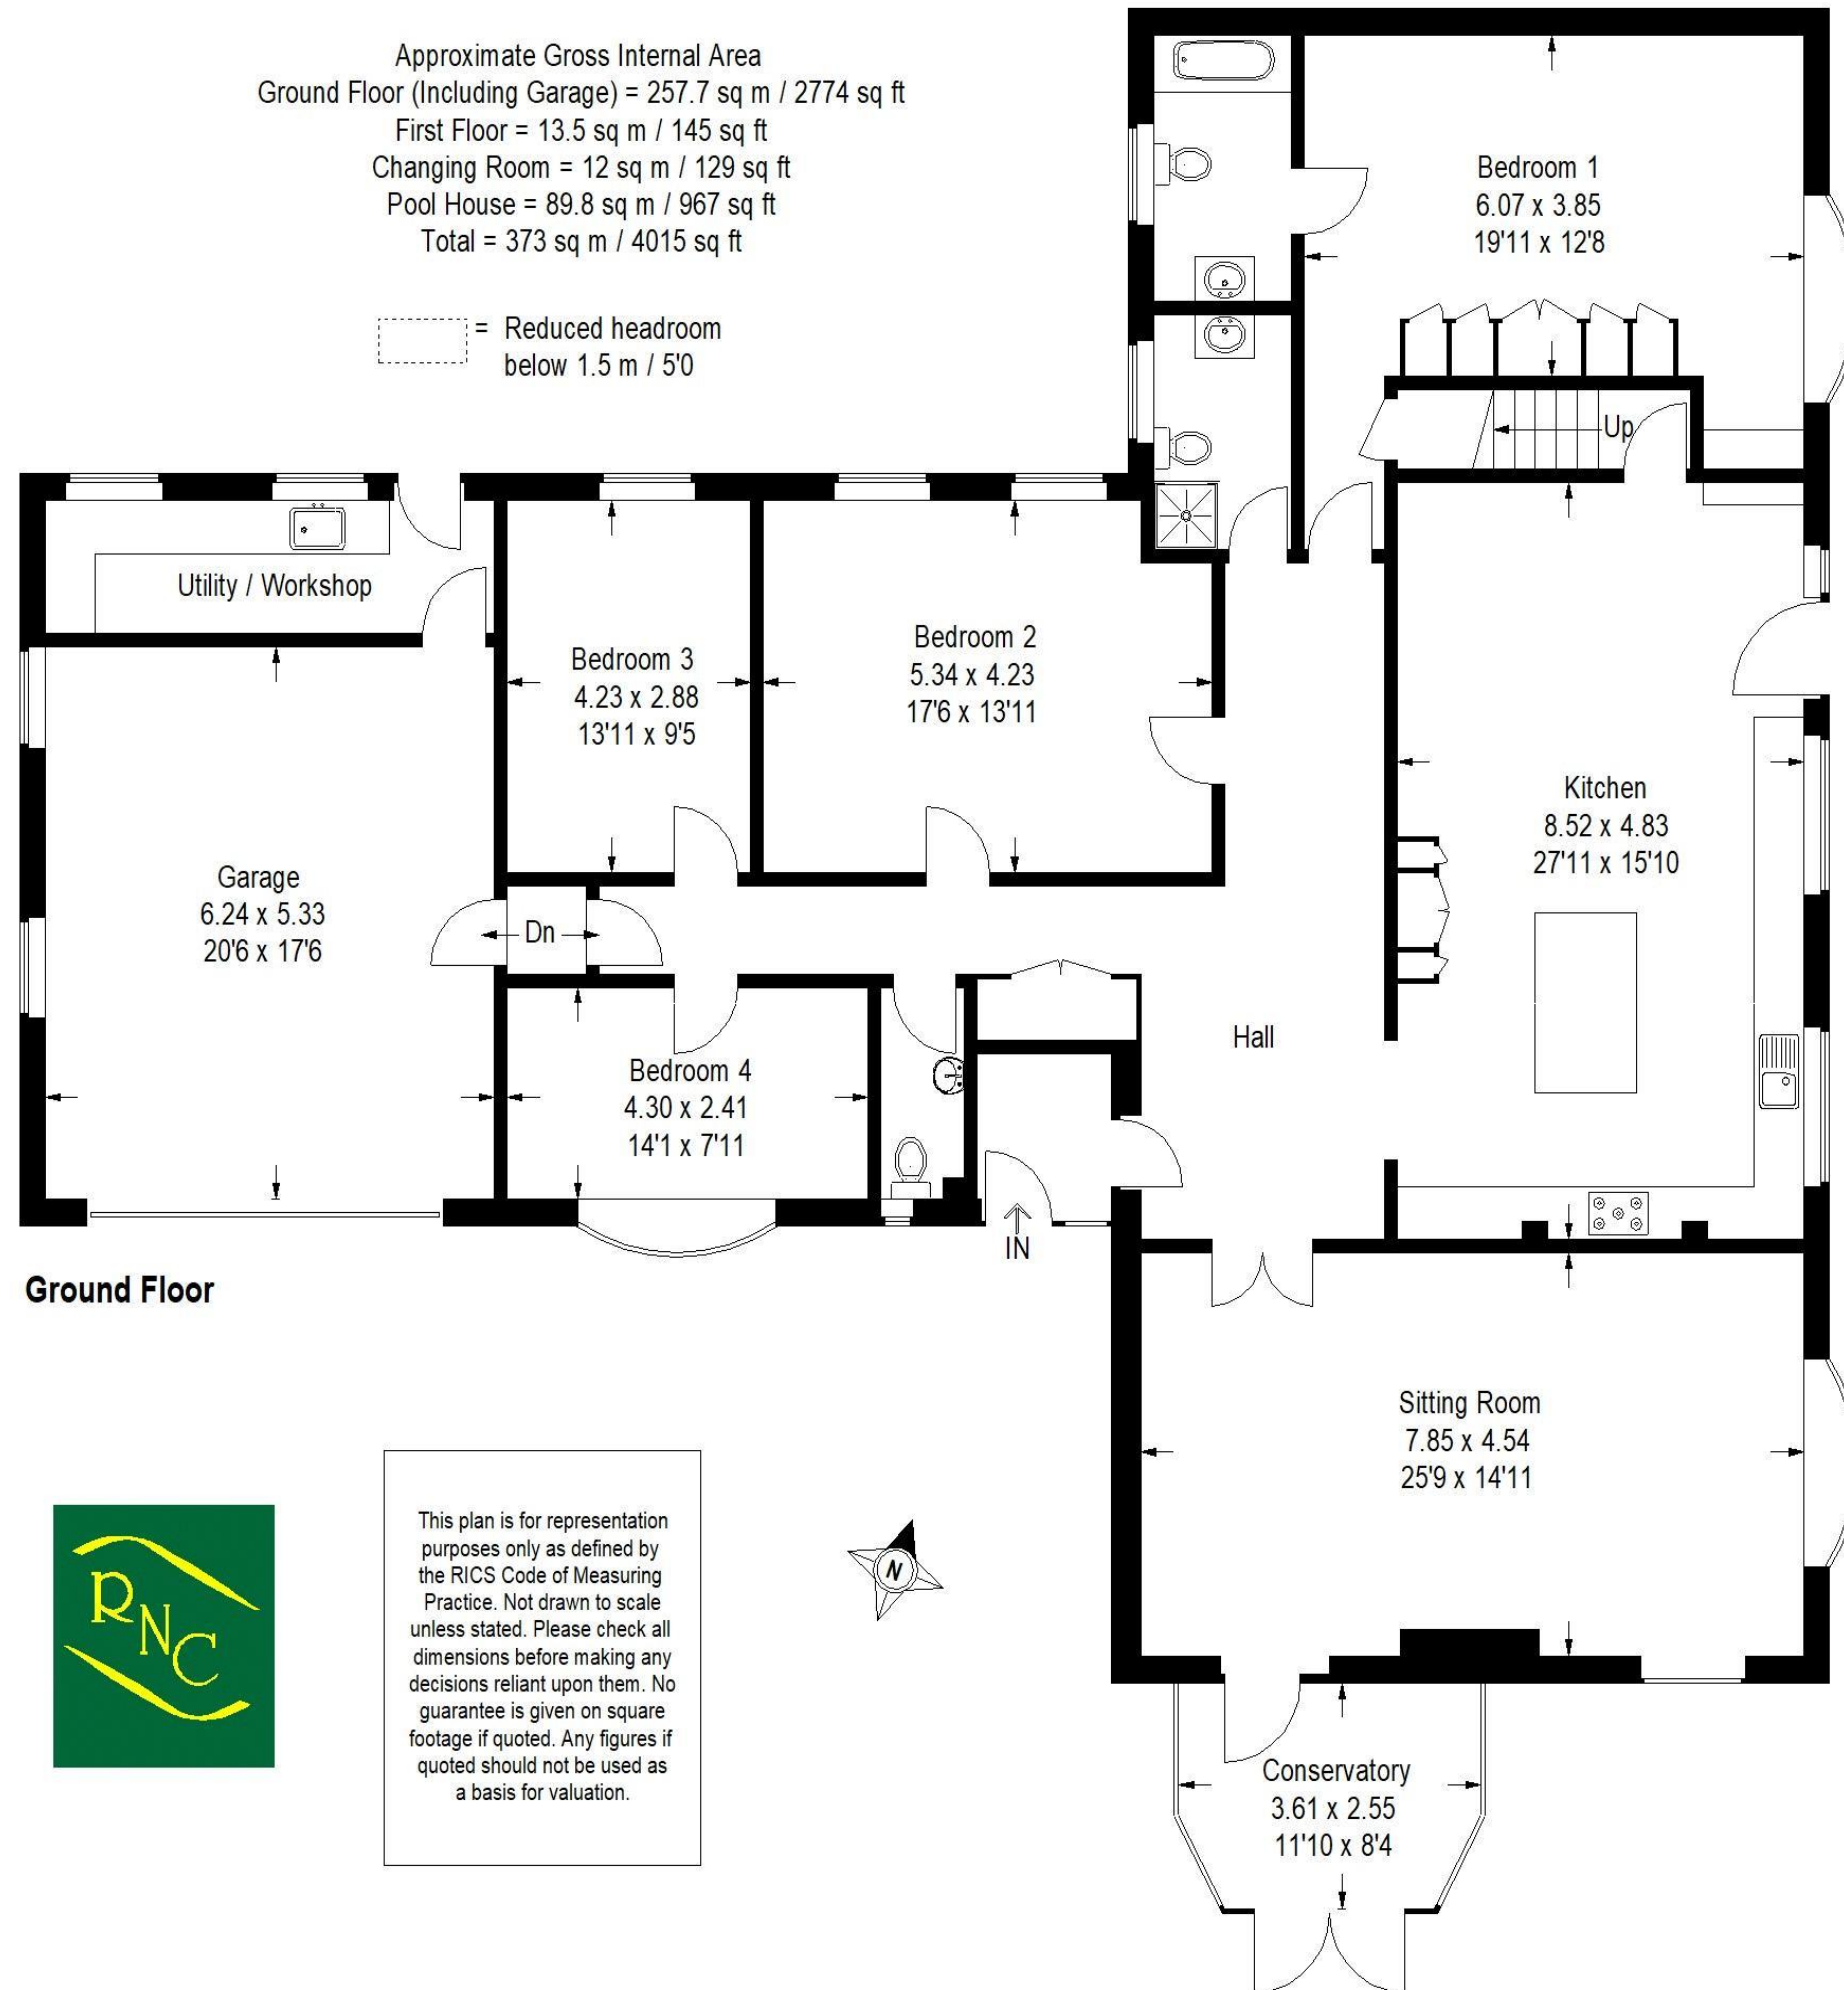 Approximate Gross Internal Area
Ground Floor (Including Garage) = 257.7 sq m / 2774 sq ft
First Floor = 13.5 sq m / 145 sq ft
Changing Room = 12 sq m / 129 sq ft
Pool House = 89.8 sq m / 967 sq ft
Total = 373 sq m / 4015 sq ft
= Reduced headroom
below 1.5 m / 5'0
Bedroom 1
6.07 x 3.85
19'11 x 12'8
Up
Utility / Workshop
Bedroom 3
4.23 x 2.88
13'11 x 9'5
Bedroom 2
5.34 x 4.23
17'6 x 13'11
Kitchen
8.52 x 4.83
27'11 x 15'10
Garage
6.24 x 5.33
20'6 x 17'6
Dn
Hall
Bedroom 4
4.30 x 2.41
14'1 x 7'11
IN
Ground Floor
Sitting Room
7.85 x 4.54
25'9 x 14'11
RNC
This plan is for representation
purposes only as defined by
the RICS Code of Measuring
Practice. Not drawn to scale
unless stated. Please check all
dimensions before making any
decisions reliant upon them. No
guarantee is given on square
footage if quoted. Any figures if
quoted should not be used as
a basis for valuation.
N
Conservatory
3.61 x 2.55
11'10 x 8'4